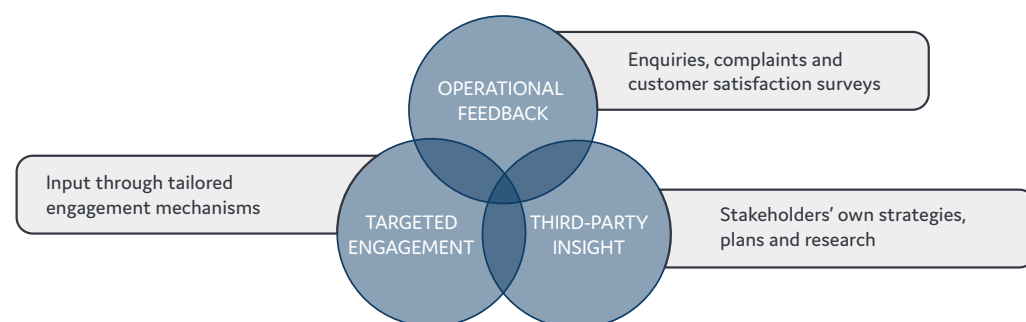 Enquiries, complaints and
customer satisfaction surveys
OPERATIONAL
FEEDBACK
Input through tailored
engagement mechanisms
TARGETED
ENGAGEMENT
THIRD-PARTY
INSIGHT
Stakeholders’ own strategies,
plans and research